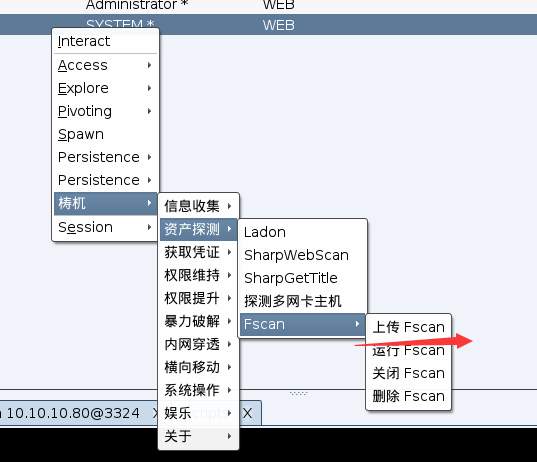 Administrator * WEB
SYSTEM * WEB
Interact
Access
Explore
Pivoting
Spawn
Persistence
Persistence
梼杌
Session
信息收集
资产探测
获取凭证
权限维持
权限提升
暴力破解
内网穿透
横向移动
系统操作
娱乐
关于
Ladon
SharpWebScan
SharpGetTitle
探测多网卡主机
Fscan
上传 Fscan
运行 Fscan
关闭 Fscan
删除 Fscan
10.10.10.80@3324 X
X